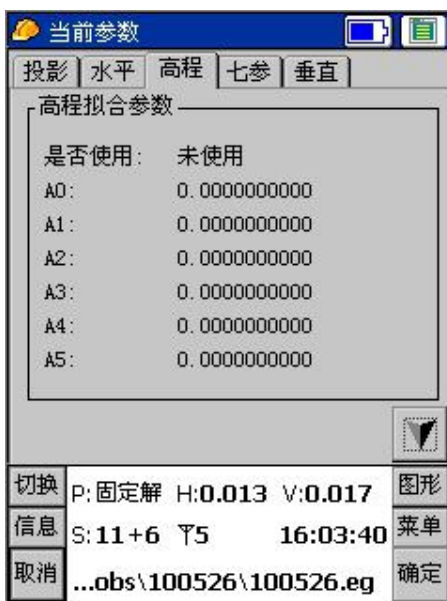 当前参数
投影 水平 高程 七参 垂直
高程拟合参数
是否使用: 未使用
A0: 0.0000000000
A1: 0.0000000000
A2: 0.0000000000
A3: 0.0000000000
A4: 0.0000000000
A5: 0.0000000000
切换 P:固定解 H:0.013 V:0.017 图形
信息 S:11+6 5 16:03:40 菜单
取消 ...obs\100526\100526.eg 确定